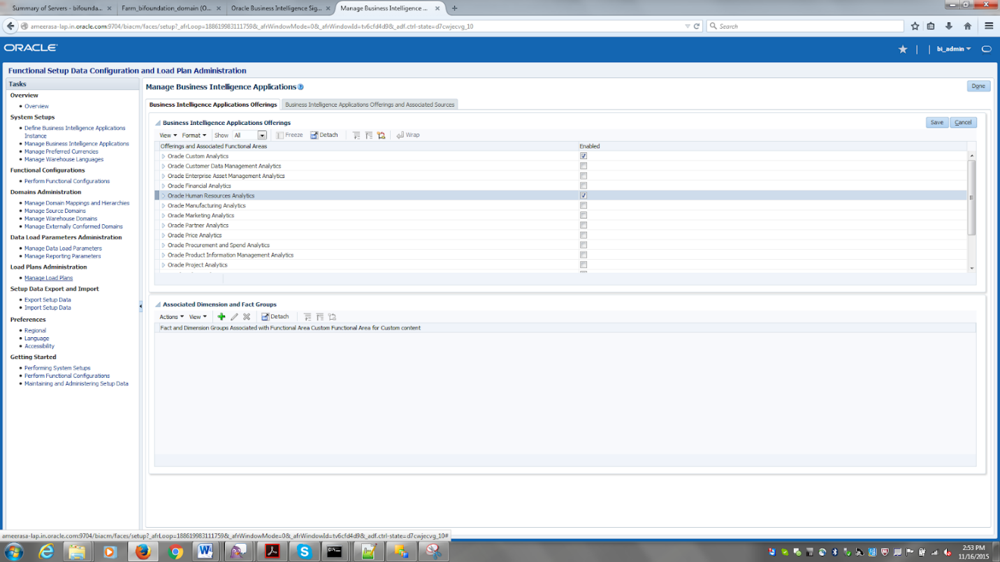 Summary of Servers - bifounda... ×
Farm_bifoundation_domain (O... ×
Oracle Business Intelligence Sig... ×
Manage Business Intelligence ... ×
ameerasa-lap.in.oracle.com:9704/biacm/faces/setup?_afrLoop=188619983111759&_afrWindowMode=0&_afrWindowId=tv6cfd4d9&_adf.ctrl-state=d7cwjecvg_10
Search
ORACLE
bi_admin
Functional Setup Data Configuration and Load Plan Administration
Tasks
Overview
Overview
System Setups
Define Business Intelligence Applications
Instance
Manage Business Intelligence Applications
Manage Preferred Currencies
Manage Warehouse Languages
Functional Configurations
Perform Functional Configurations
Domains Administration
Manage Domain Mappings and Hierarchies
Manage Source Domains
Manage Warehouse Domains
Manage Externally Conformed Domains
Data Load Parameters Administration
Manage Data Load Parameters
Manage Reporting Parameters
Load Plans Administration
Manage Load Plans
Setup Data Export and Import
Export Setup Data
Import Setup Data
Preferences
Regional
Language
Accessibility
Getting Started
Performing System Setups
Perform Functional Configurations
Maintaining and Administering Setup Data
Manage Business Intelligence Applications
Done
Business Intelligence Applications Offerings
Business Intelligence Applications Offerings and Associated Sources
Business Intelligence Applications Offerings
Save
Cancel
View Format Show All Freeze Detach Wrap
Offerings and Associated Functional Areas Enabled
Oracle Custom Analytics
Oracle Customer Data Management Analytics
Oracle Enterprise Asset Management Analytics
Oracle Financial Analytics
Oracle Human Resources Analytics
Oracle Manufacturing Analytics
Oracle Marketing Analytics
Oracle Partner Analytics
Oracle Price Analytics
Oracle Procurement and Spend Analytics
Oracle Product Information Management Analytics
Oracle Project Analytics
Associated Dimension and Fact Groups
Actions View Detach
Fact and Dimension Groups Associated with Functional Area Custom Functional Area for Custom content
ameerasa-lap.in.oracle.com:9704/biacm/faces/setup?_afrLoop=188619983111759&_afrWindowMode=0&_afrWindowId=tv6cfd4d9&_adf.ctrl-state=d7cwjecvg_10#
2:53 PM
11/16/2015